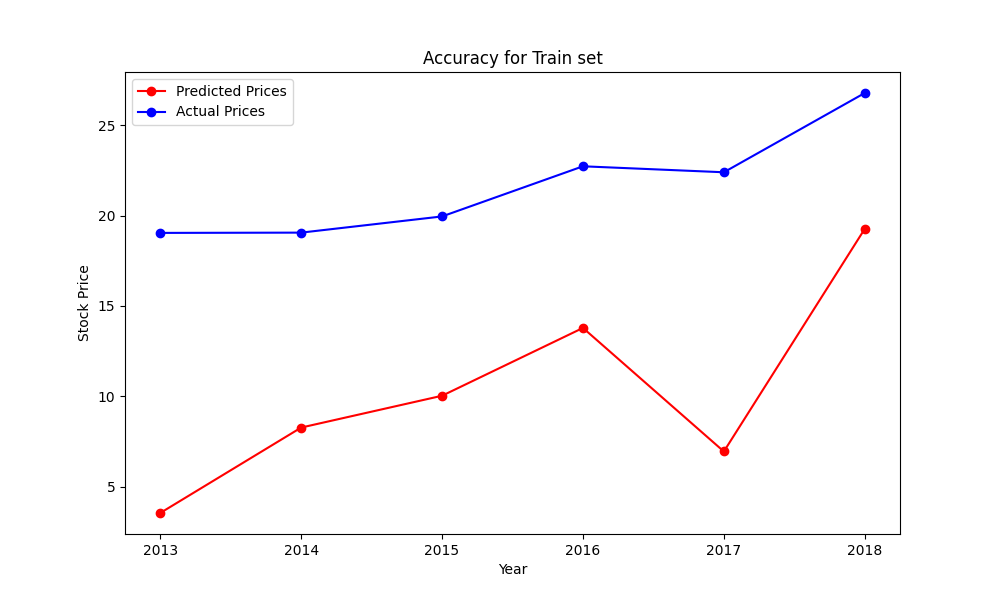 Accuracy for Train set
Predicted Prices
Actual Prices
Stock Price
25
20
15
10
5
2013 2014 2015 2016 2017 2018
Year